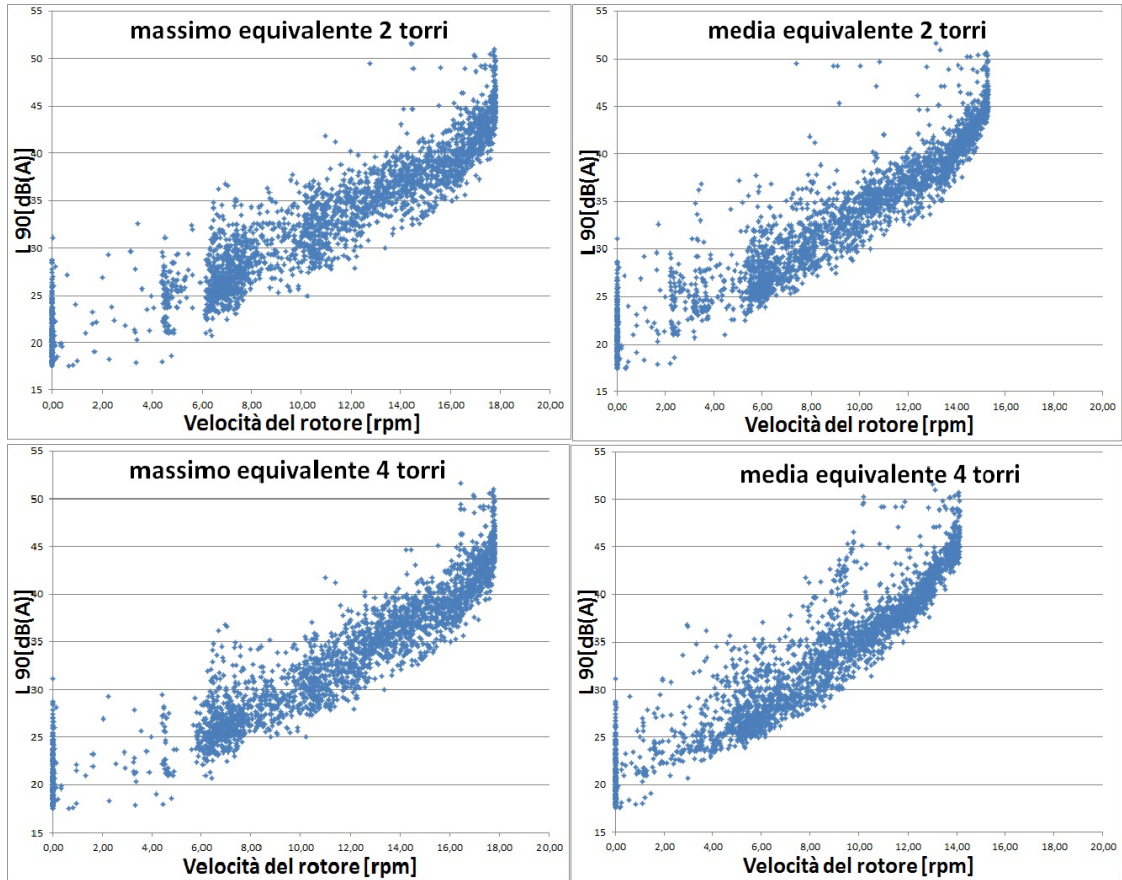 massimo equivalente 2 torri
55
50
45
40
35
30
25
20
15
L 90[dB(A)]
0,00 2,00 4,00 6,00 8,00 10,00 12,00 14,00 16,00 18,00 20,00
Velocità del rotore [rpm]
media equivalente 2 torri
55
50
45
40
35
30
25
20
15
L 90[dB(A)]
0,00 2,00 4,00 6,00 8,00 10,00 12,00 14,00 16,00 18,00 20,00
Velocità del rotore [rpm]
massimo equivalente 4 torri
55
50
45
40
35
30
25
20
15
L 90[dB(A)]
0,00 2,00 4,00 6,00 8,00 10,00 12,00 14,00 16,00 18,00 20,00
Velocità del rotore [rpm]
media equivalente 4 torri
55
50
45
40
35
30
25
20
15
L 90[dB(A)]
0,00 2,00 4,00 6,00 8,00 10,00 12,00 14,00 16,00 18,00 20,00
Velocità del rotore [rpm]